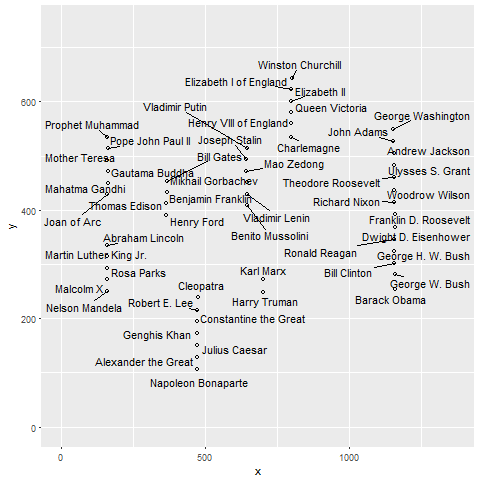 Winston Churchill
Elizabeth I of England
Elizabeth II
Vladimir Putin
Queen Victoria
George Washington
Prophet Muhammad
Henry VIII of England
John Adams
Pope John Paul II
Joseph Stalin
Charlemagne
Andrew Jackson
Mother Teresa
Bill Gates
Mao Zedong
Gautama Buddha
Ulysses S. Grant
Mikhail Gorbachev
Theodore Roosevelt
Mahatma Gandhi
Benjamin Franklin
Woodrow Wilson
Thomas Edison
Richard Nixon
Joan of Arc
Henry Ford
Vladimir Lenin
Franklin D. Roosevelt
Abraham Lincoln
Benito Mussolini
Dwight D. Eisenhower
Martin Luther King Jr.
Ronald Reagan
George H. W. Bush
Rosa Parks
Karl Marx
Bill Clinton
Malcolm X
Cleopatra
George W. Bush
Nelson Mandela
Robert E. Lee
Harry Truman
Barack Obama
Constantine the Great
Genghis Khan
Julius Caesar
Alexander the Great
Napoleon Bonaparte
600
400
200
0
y
0
500
1000
x